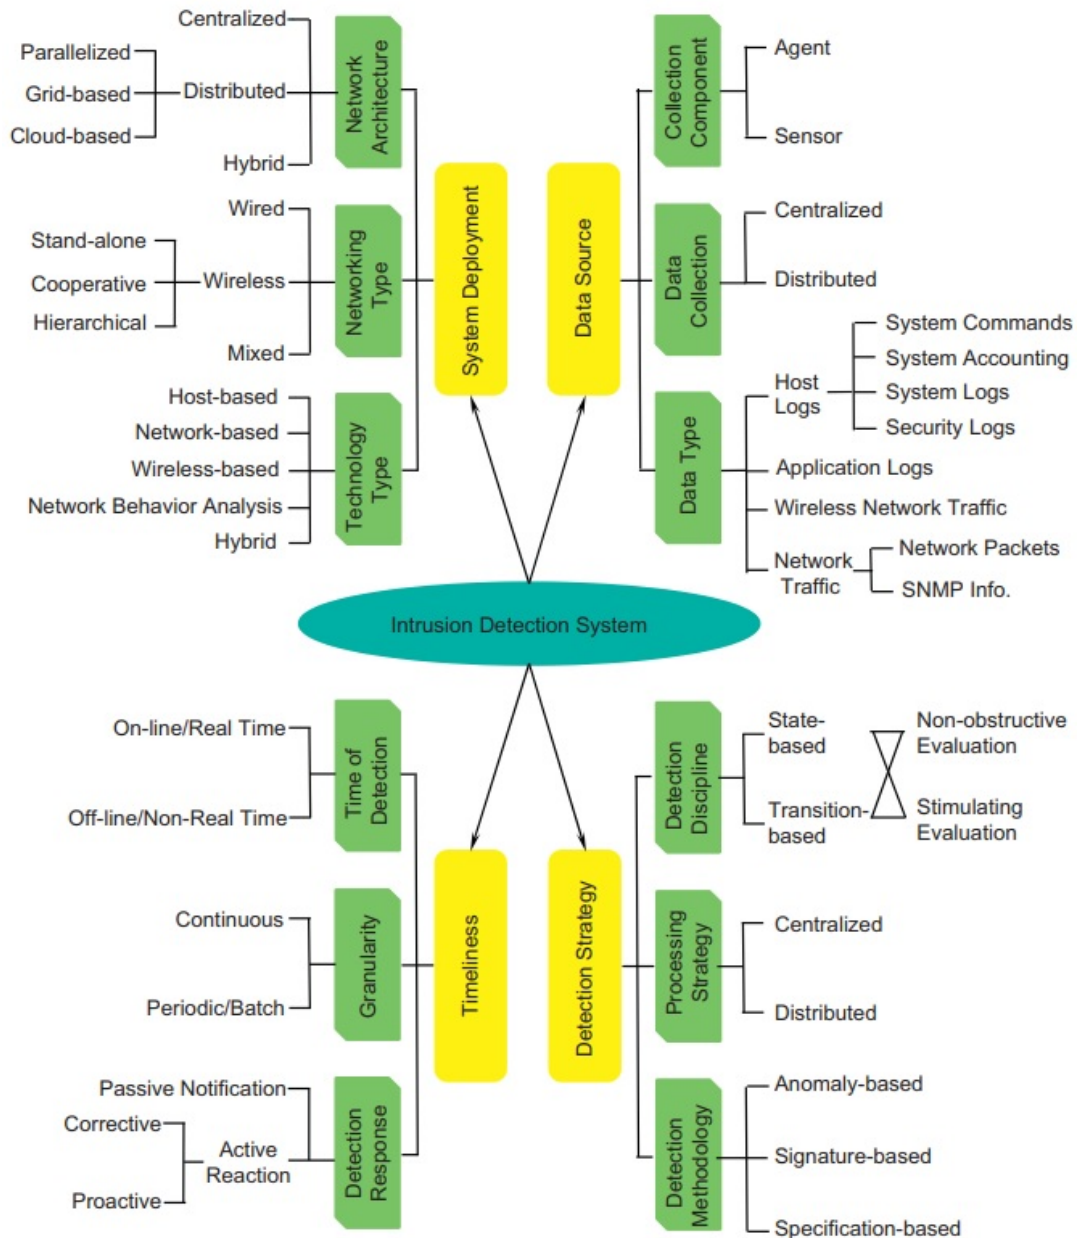 Centralized
Parallelized
Grid-based
Distributed
Cloud-based
Hybrid
Network
Architecture
Wired
Stand-alone
Cooperative
Wireless
Hierarchical
Mixed
Networking
Type
Host-based
Network-based
Wireless-based
Network Behavior Analysis
Hybrid
Technology
Type
System Deployment
Data Source
Collection
Component
Agent
Sensor
Data
Collection
Centralized
Distributed
Data Type
Host
Logs
System Commands
System Accounting
System Logs
Security Logs
Application Logs
Wireless Network Traffic
Network
Traffic
Network Packets
SNMP Info.
Intrusion Detection System
On-line/Real Time
Off-line/Non-Real Time
Time of
Detection
Continuous
Periodic/Batch
Granularity
Passive Notification
Corrective
Active
Reaction
Proactive
Detection
Response
Timeliness
Detection Strategy
Detection
Discipline
State-
based
Transition-
based
Non-obstructive
Evaluation
Stimulating
Evaluation
Processing
Strategy
Centralized
Distributed
Detection
Methodology
Anomaly-based
Signature-based
Specification-based